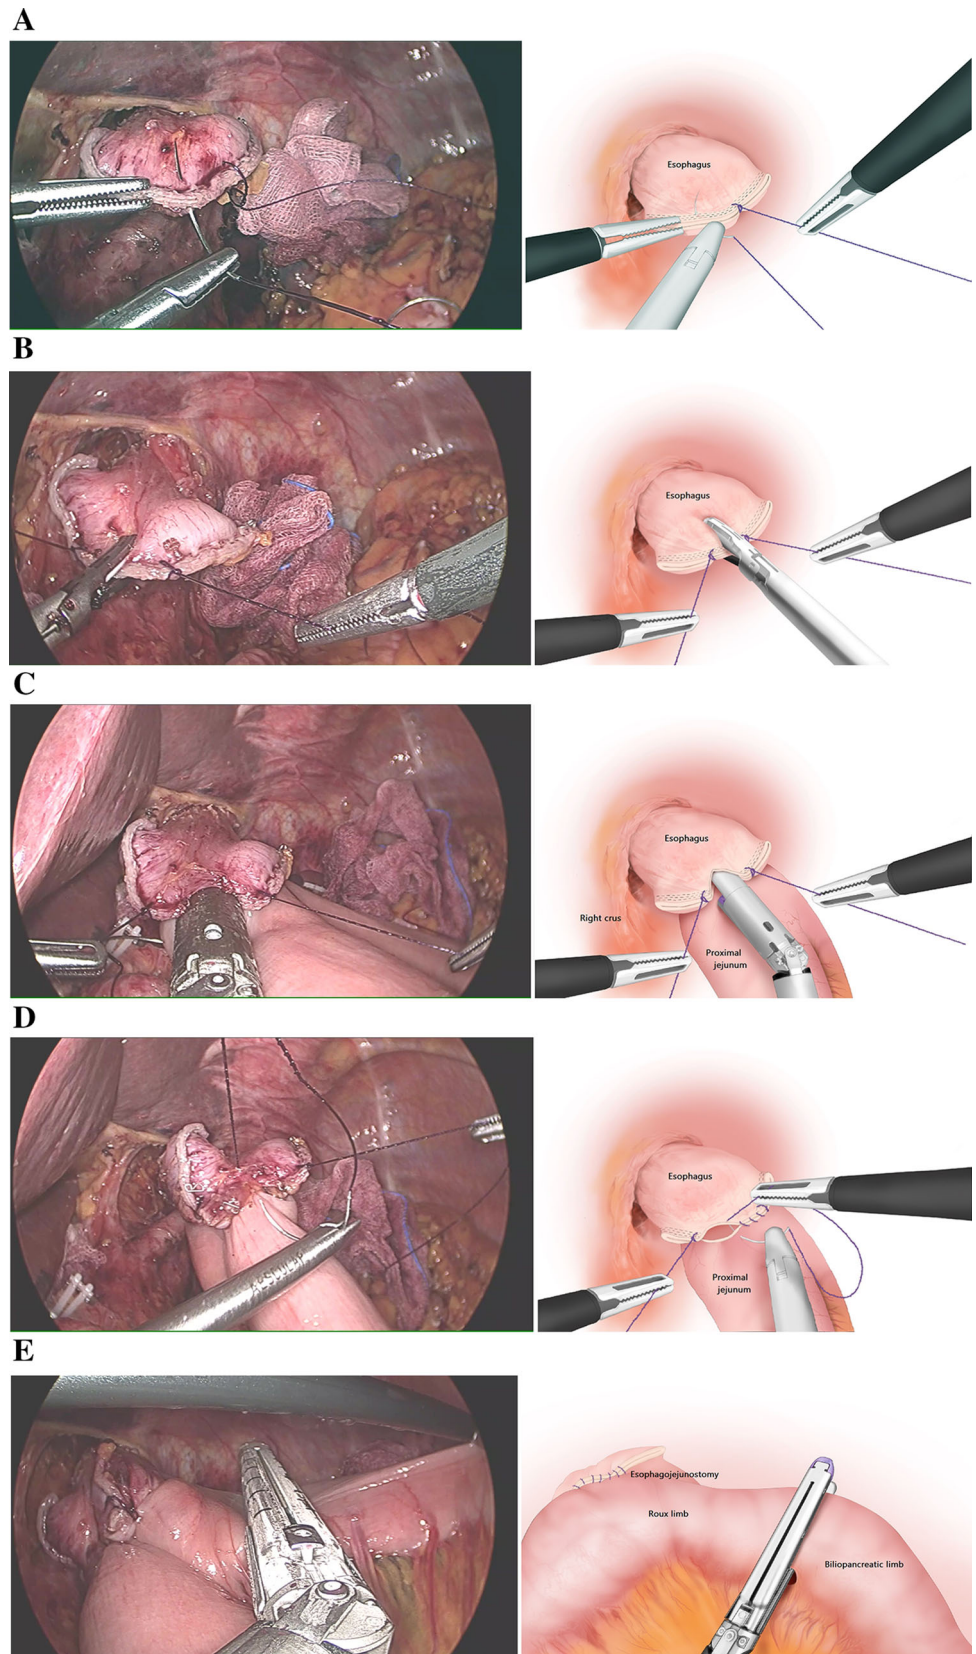 A
Esophagus
B
Esophagus
C
Esophagus
Right crus
Proximal
jejunum
D
Esophagus
Proximal
jejunum
E
Esophagojejunostomy
Roux limb
Biliopancreatic limb